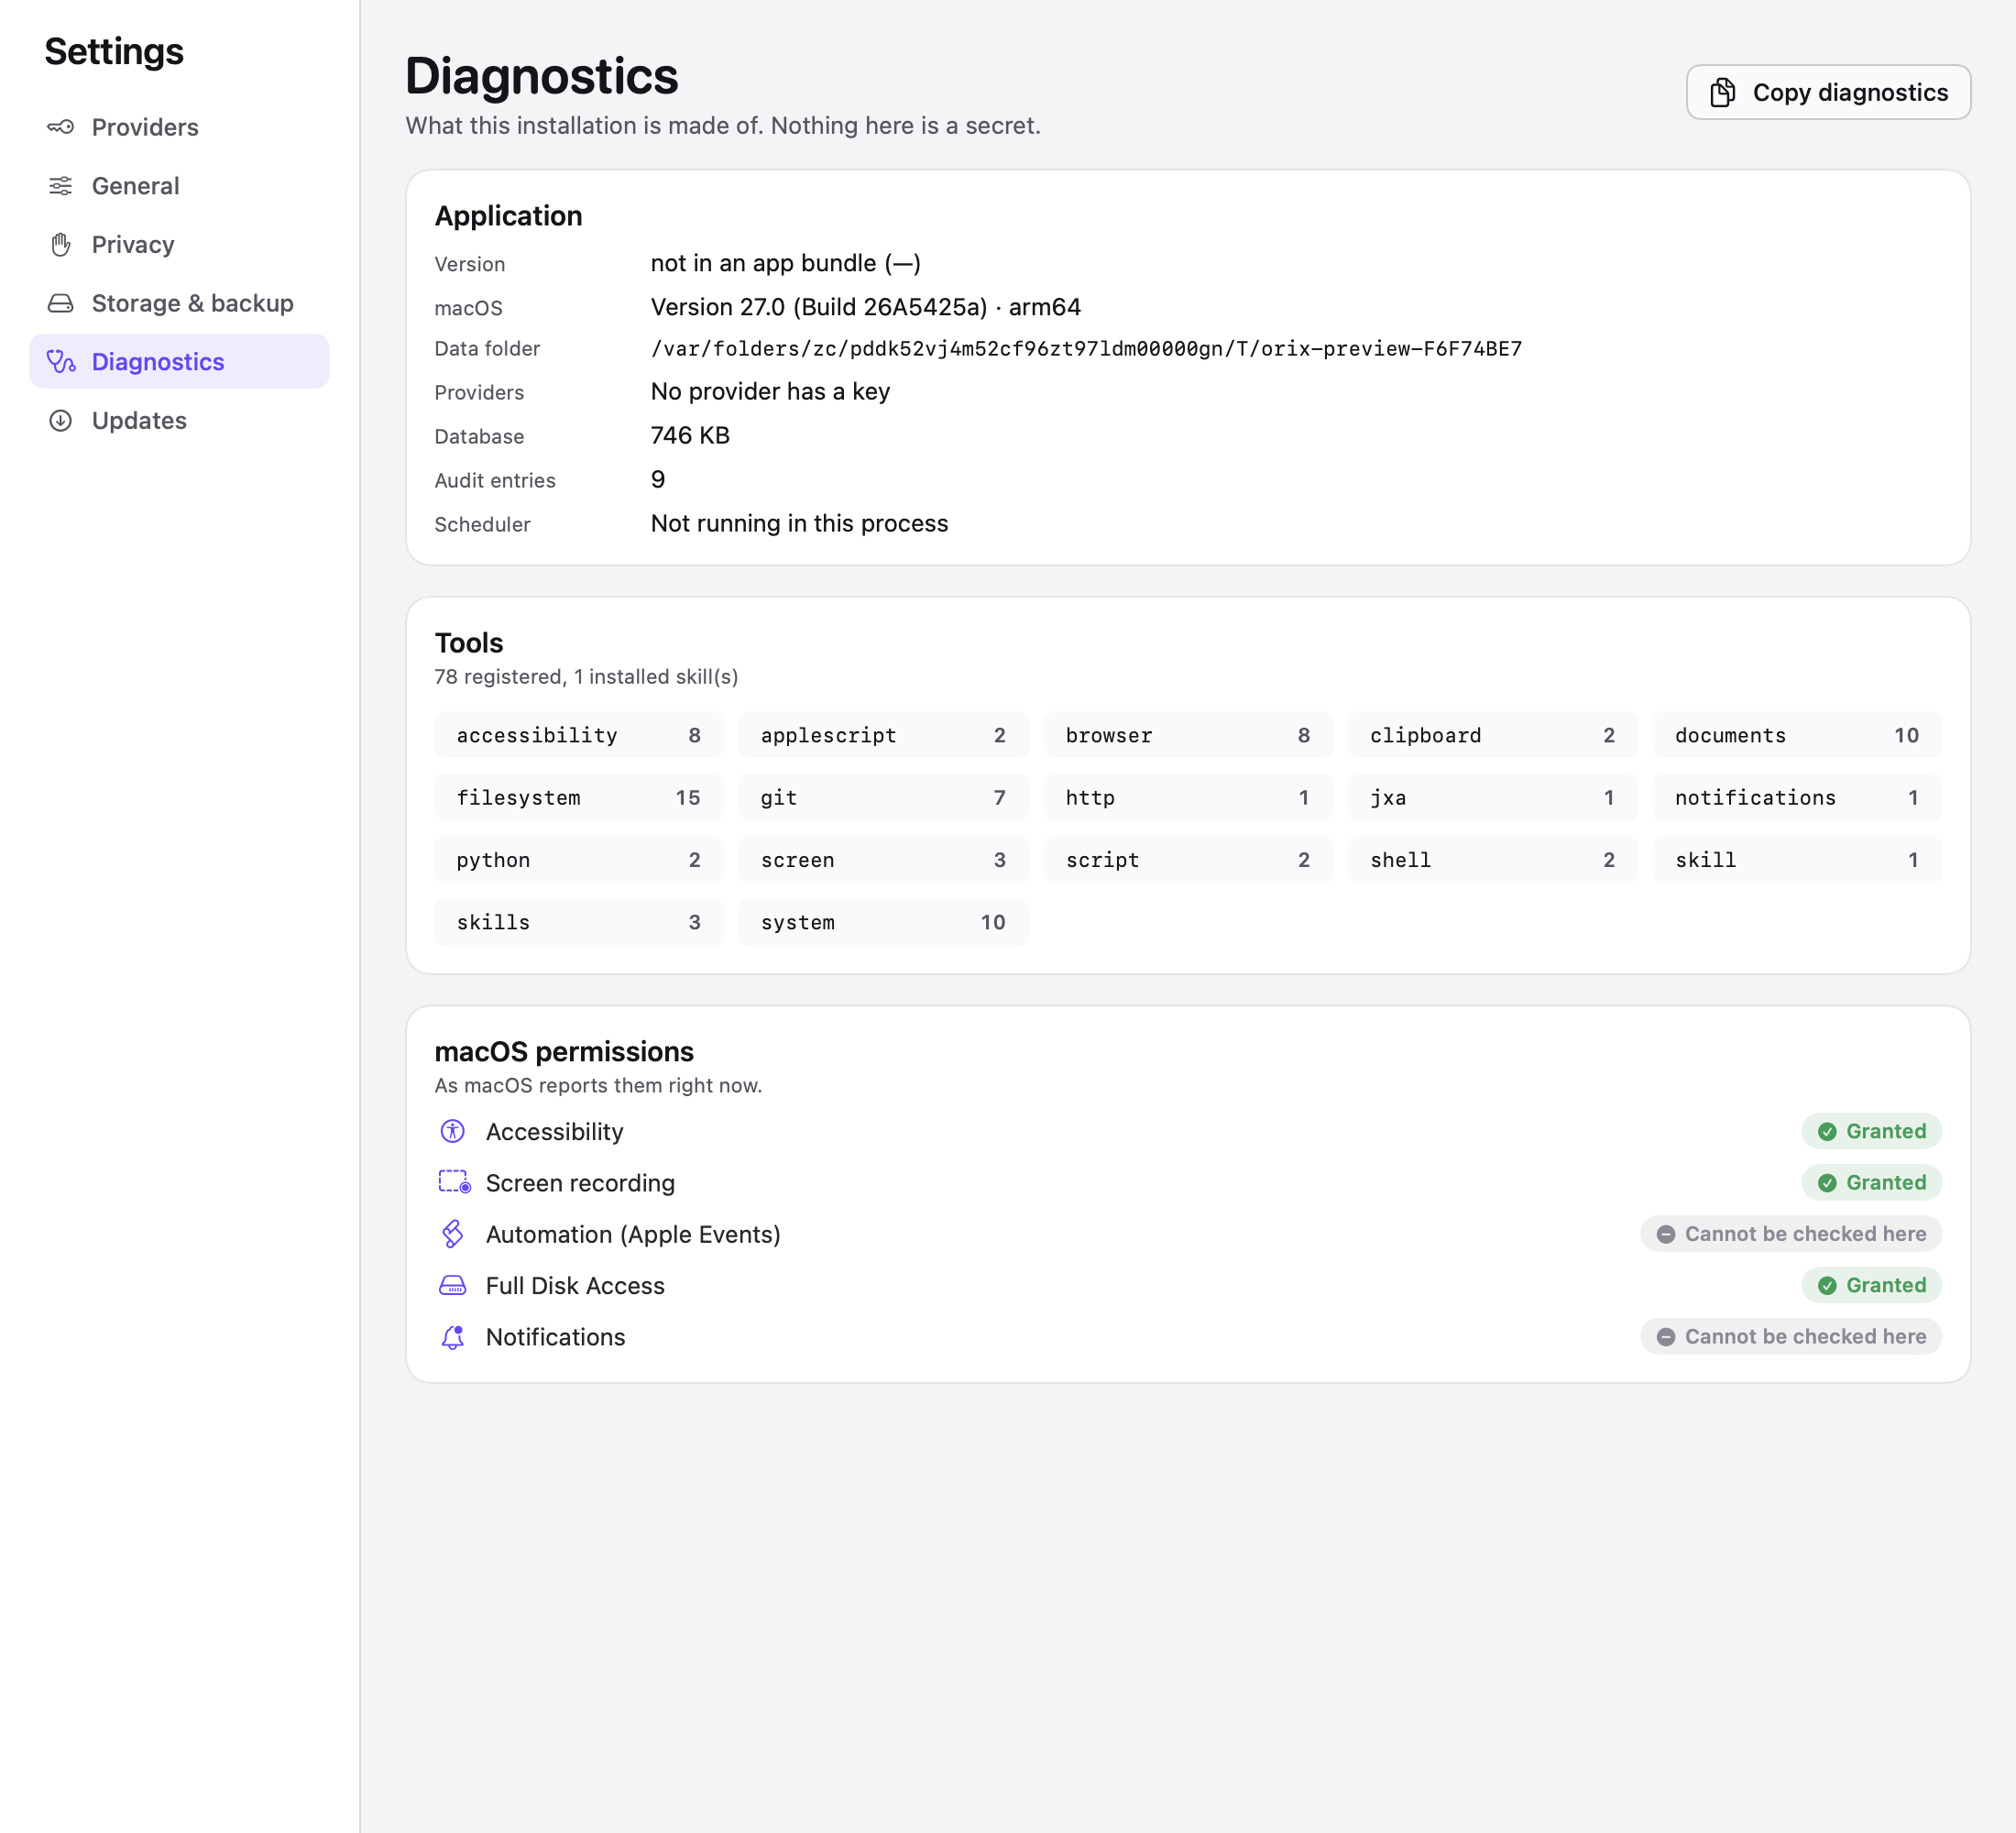 Settings
Providers
General
Privacy
Storage & backup
Diagnostics
Updates
Diagnostics
What this installation is made of. Nothing here is a secret.
Copy diagnostics
Application
Version not in an app bundle (—)
macOS Version 27.0 (Build 26A5425a) · arm64
Data folder /var/folders/zc/pddk52vj4m52cf96zt97ldm00000gn/T/orix-preview-F6F74BE7
Providers No provider has a key
Database 746 KB
Audit entries 9
Scheduler Not running in this process
Tools
78 registered, 1 installed skill(s)
accessibility 8 applescript 2 browser 8 clipboard 2 documents 10
filesystem 15 git 7 http 1 jxa 1 notifications 1
python 2 screen 3 script 2 shell 2 skill 1
skills 3 system 10
macOS permissions
As macOS reports them right now.
Accessibility Granted
Screen recording Granted
Automation (Apple Events) Cannot be checked here
Full Disk Access Granted
Notifications Cannot be checked here